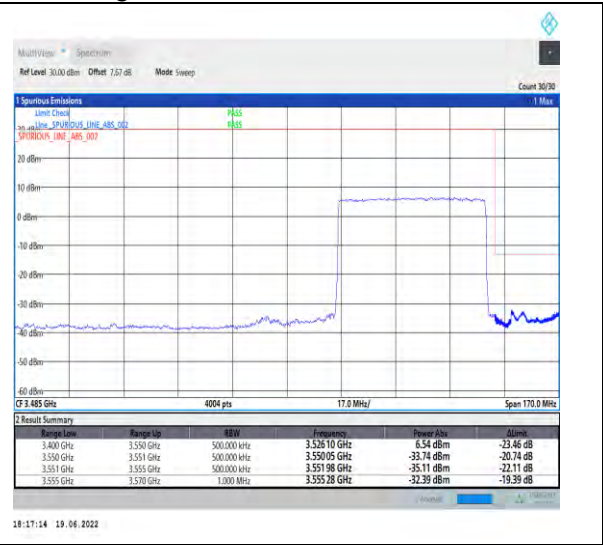 MultiView Spectrum
Ref Level 30.00 dBm Offset 7.67 dB Mode Sweep
Count 30/30
1 Spurious Emissions 1 Max
Limit Check PASS
Line _SPURIOUS_LINE_ABS_002 PASS
_SPURIOUS_LINE_ABS_002
20 dBm
10 dBm
0 dBm
-10 dBm
-20 dBm
-30 dBm
-40 dBm
-50 dBm
-60 dBm
CF 3.485 GHz 4004 pts 17.0 MHz/ Span 170.0 MHz
2 Result Summary
Range Low Range Up RBW Frequency Power Abs ΔLimit
3.400 GHz 3.550 GHz 500.000 kHz 3.52610 GHz 6.54 dBm -23.46 dB
3.550 GHz 3.551 GHz 500.000 kHz 3.55005 GHz -33.74 dBm -20.74 dB
3.551 GHz 3.555 GHz 500.000 kHz 3.55198 GHz -35.11 dBm -22.11 dB
3.555 GHz 3.570 GHz 1.000 MHz 3.55528 GHz -32.39 dBm -19.39 dB
18:17:14 19.06.2022